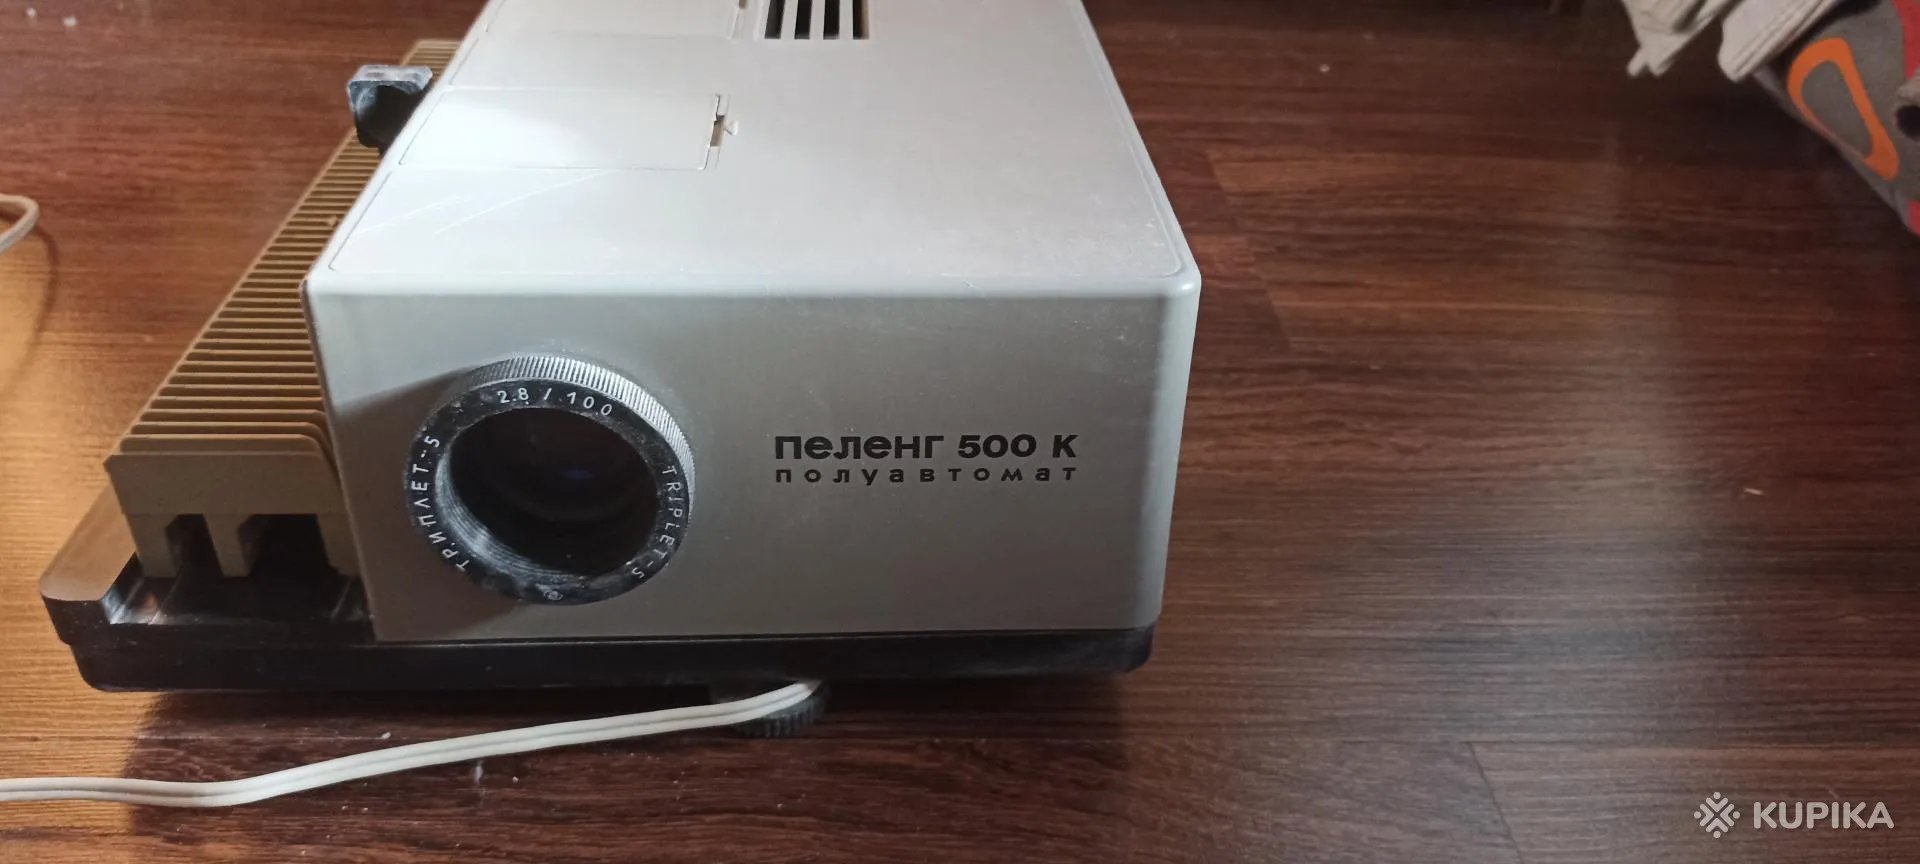 2.8 / 100
ТРИПЛЕТ-5
TRIPLET-5
пеленг 500 к
полуавтомат
KUPIKA